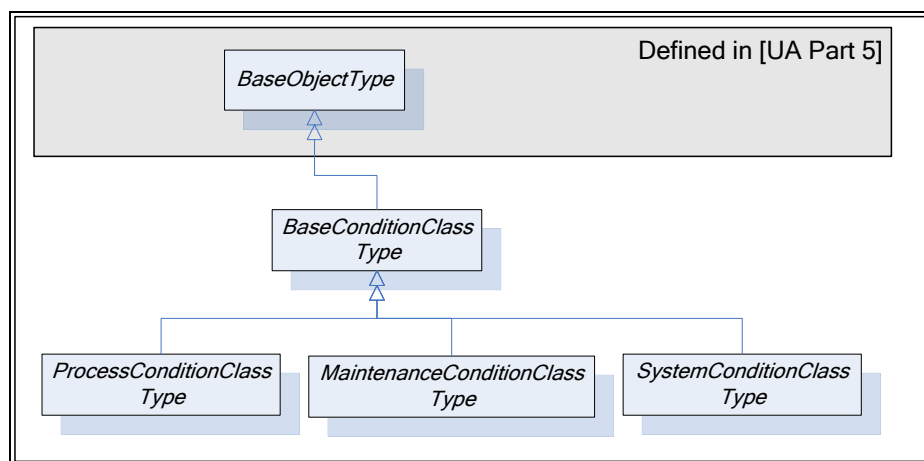 Defined in [UA Part 5]
BaseObjectType
BaseConditionClass
Type
ProcessConditionClass
Type
MaintenanceConditionClass
Type
SystemConditionClass
Type